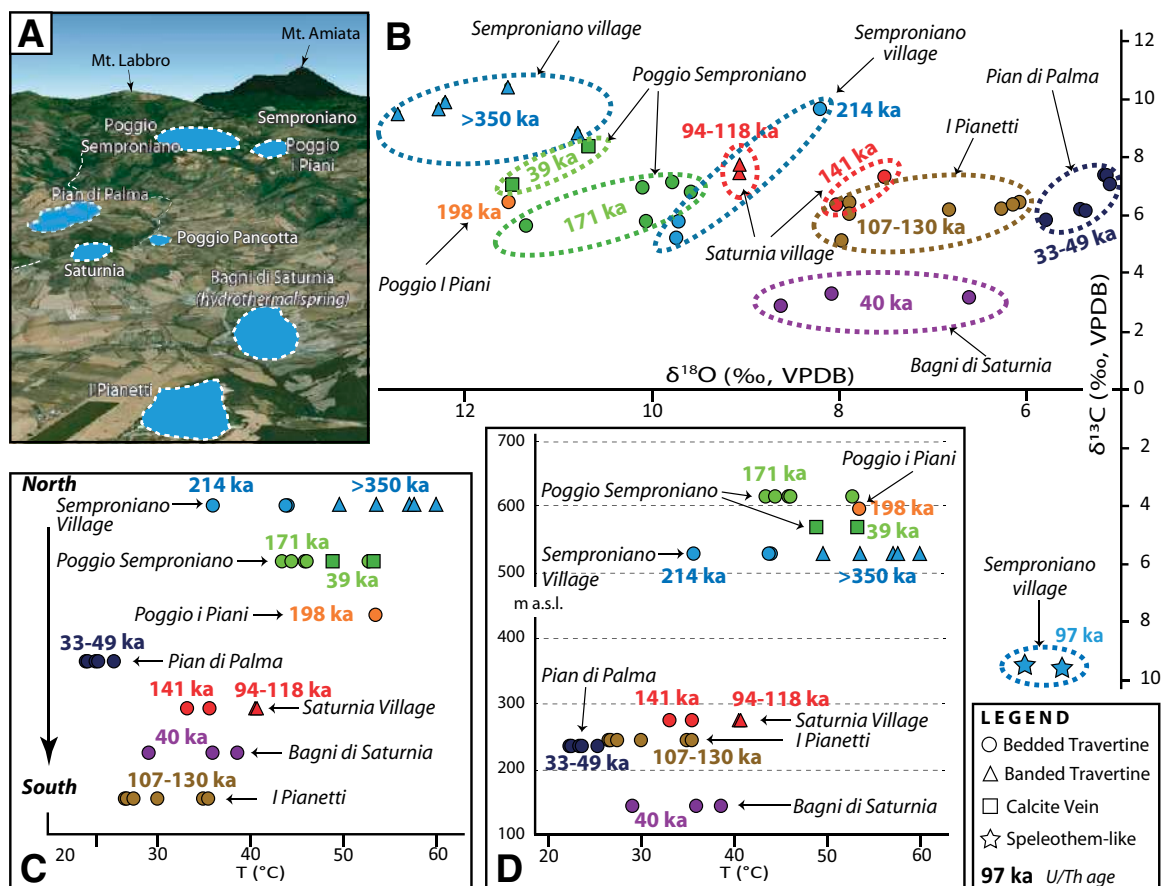 A
Mt. Amiata
Mt. Labbro
Poggio
Semproniano
Semproniano
Poggio
i Piani
Pian di Palma
Poggio Pancotta
Saturnia
Bagni di Saturnia
(hydrothermal spring)
I Pianetti
B
Semproniano village
Poggio Semproniano
Semproniano
village
Pian di Palma
I Pianetti
>350 ka
39 ka
198 ka
171 ka
94-118 ka
214 ka
141 ka
107-130 ka
33-49 ka
40 ka
Poggio I Piani
Saturnia village
Bagni di Saturnia
δ18O (‰, VPDB)
12
10
8
6
12
10
8
6
4
2
0
2
4
6
8
10
δ13C (‰, VPDB)
Semproniano
village
97 ka
North
Semproniano
Village
214 ka
>350 ka
Poggio Semproniano
171 ka
39 ka
Poggio i Piani
198 ka
33-49 ka
Pian di Palma
141 ka
94-118 ka
Saturnia Village
40 ka
Bagni di Saturnia
107-130 ka
I Pianetti
South
20
30
40
50
60
T (°C)
C
700
600
500
m a.s.l.
400
300
200
100
171 ka
Poggio i Piani
Poggio Semproniano
198 ka
39 ka
Semproniano
Village
214 ka
>350 ka
Pian di Palma
141 ka
94-118 ka
Saturnia Village
I Pianetti
33-49 ka
107-130 ka
40 ka
Bagni di Saturnia
20
30
40
50
60
T (°C)
D
LEGEND
Bedded Travertine
Banded Travertine
Calcite Vein
Speleothem-like
97 ka U/Th age